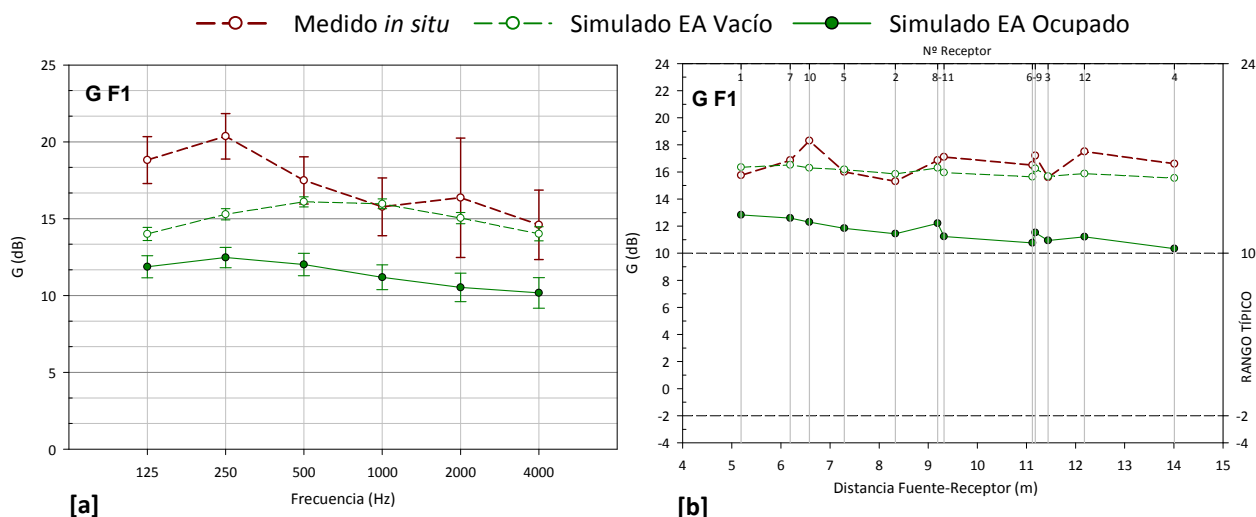 Medido in situ Simulado EA Vacío Simulado EA Ocupado
G F1
25
20
15
10
5
0
G (dB)
125 250 500 1000 2000 4000
Frecuencia (Hz)
[a]
Nº Receptor
1 7 10 5 2 8-11 6-9 3 12 4
G F1
24
22
20
18
16
14
12
10
8
6
4
2
0
-2
-4
G (dB)
24
10
-2
-4
RANGO TÍPICO
4 5 6 7 8 9 10 11 12 13 14 15
Distancia Fuente-Receptor (m)
[b]